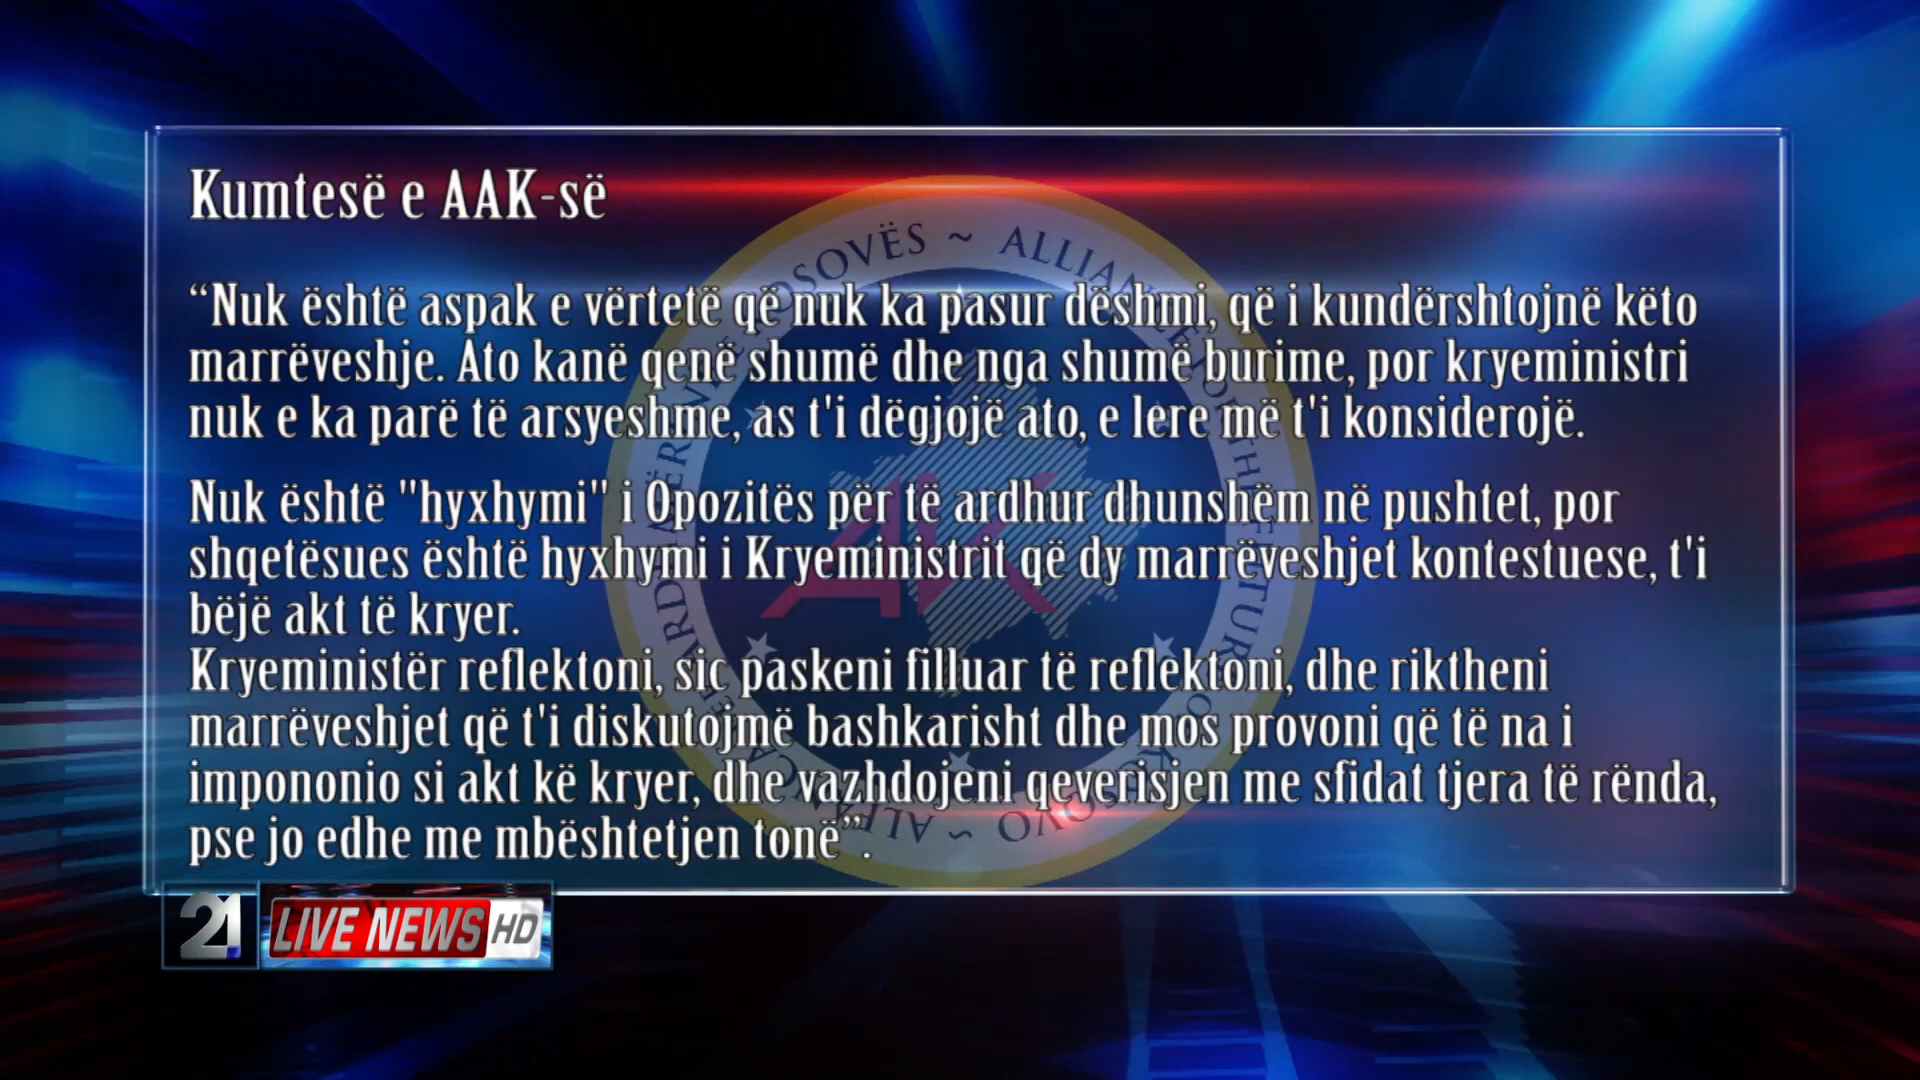 Kumtesë e AAK-së
“Nuk është aspak e vërtetë që nuk ka pasur dëshmi, që i kundërshtojnë këto
marrëveshje. Ato kanë qenë shumë dhe nga shumë burime, por kryeministri
nuk e ka parë të arsyeshme, as t'i dëgjojë ato, e lere më t'i konsiderojë.
Nuk është "hyxhymi" i Opozitës për të ardhur dhunshëm në pushtet, por
shqetësues është hyxhymi i Kryeministrit që dy marrëveshjet kontestuese, t'i
bëjë akt të kryer.
Kryeministër reflektoni, sic paskeni filluar të reflektoni, dhe riktheni
marrëveshjet që t'i diskutojmë bashkarisht dhe mos provoni që të na i
impononio si akt kë kryer, dhe vazhdojeni qeverisjen me sfidat tjera të rënda,
pse jo edhe me mbështetjen tonë”.
21 LIVE NEWS HD